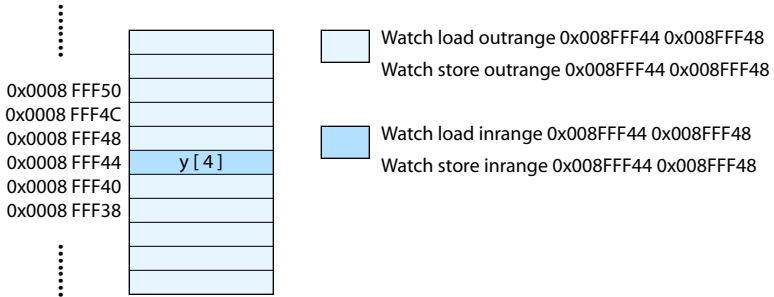 Watch load outrange 0x008FFF44 0x008FFF48
Watch store outrange 0x008FFF44 0x008FFF48
0x0008 FFF50
0x0008 FFF4C
0x0008 FFF48
0x0008 FFF44 y [ 4 ]
0x0008 FFF40
0x0008 FFF38
Watch load inrange 0x008FFF44 0x008FFF48
Watch store inrange 0x008FFF44 0x008FFF48